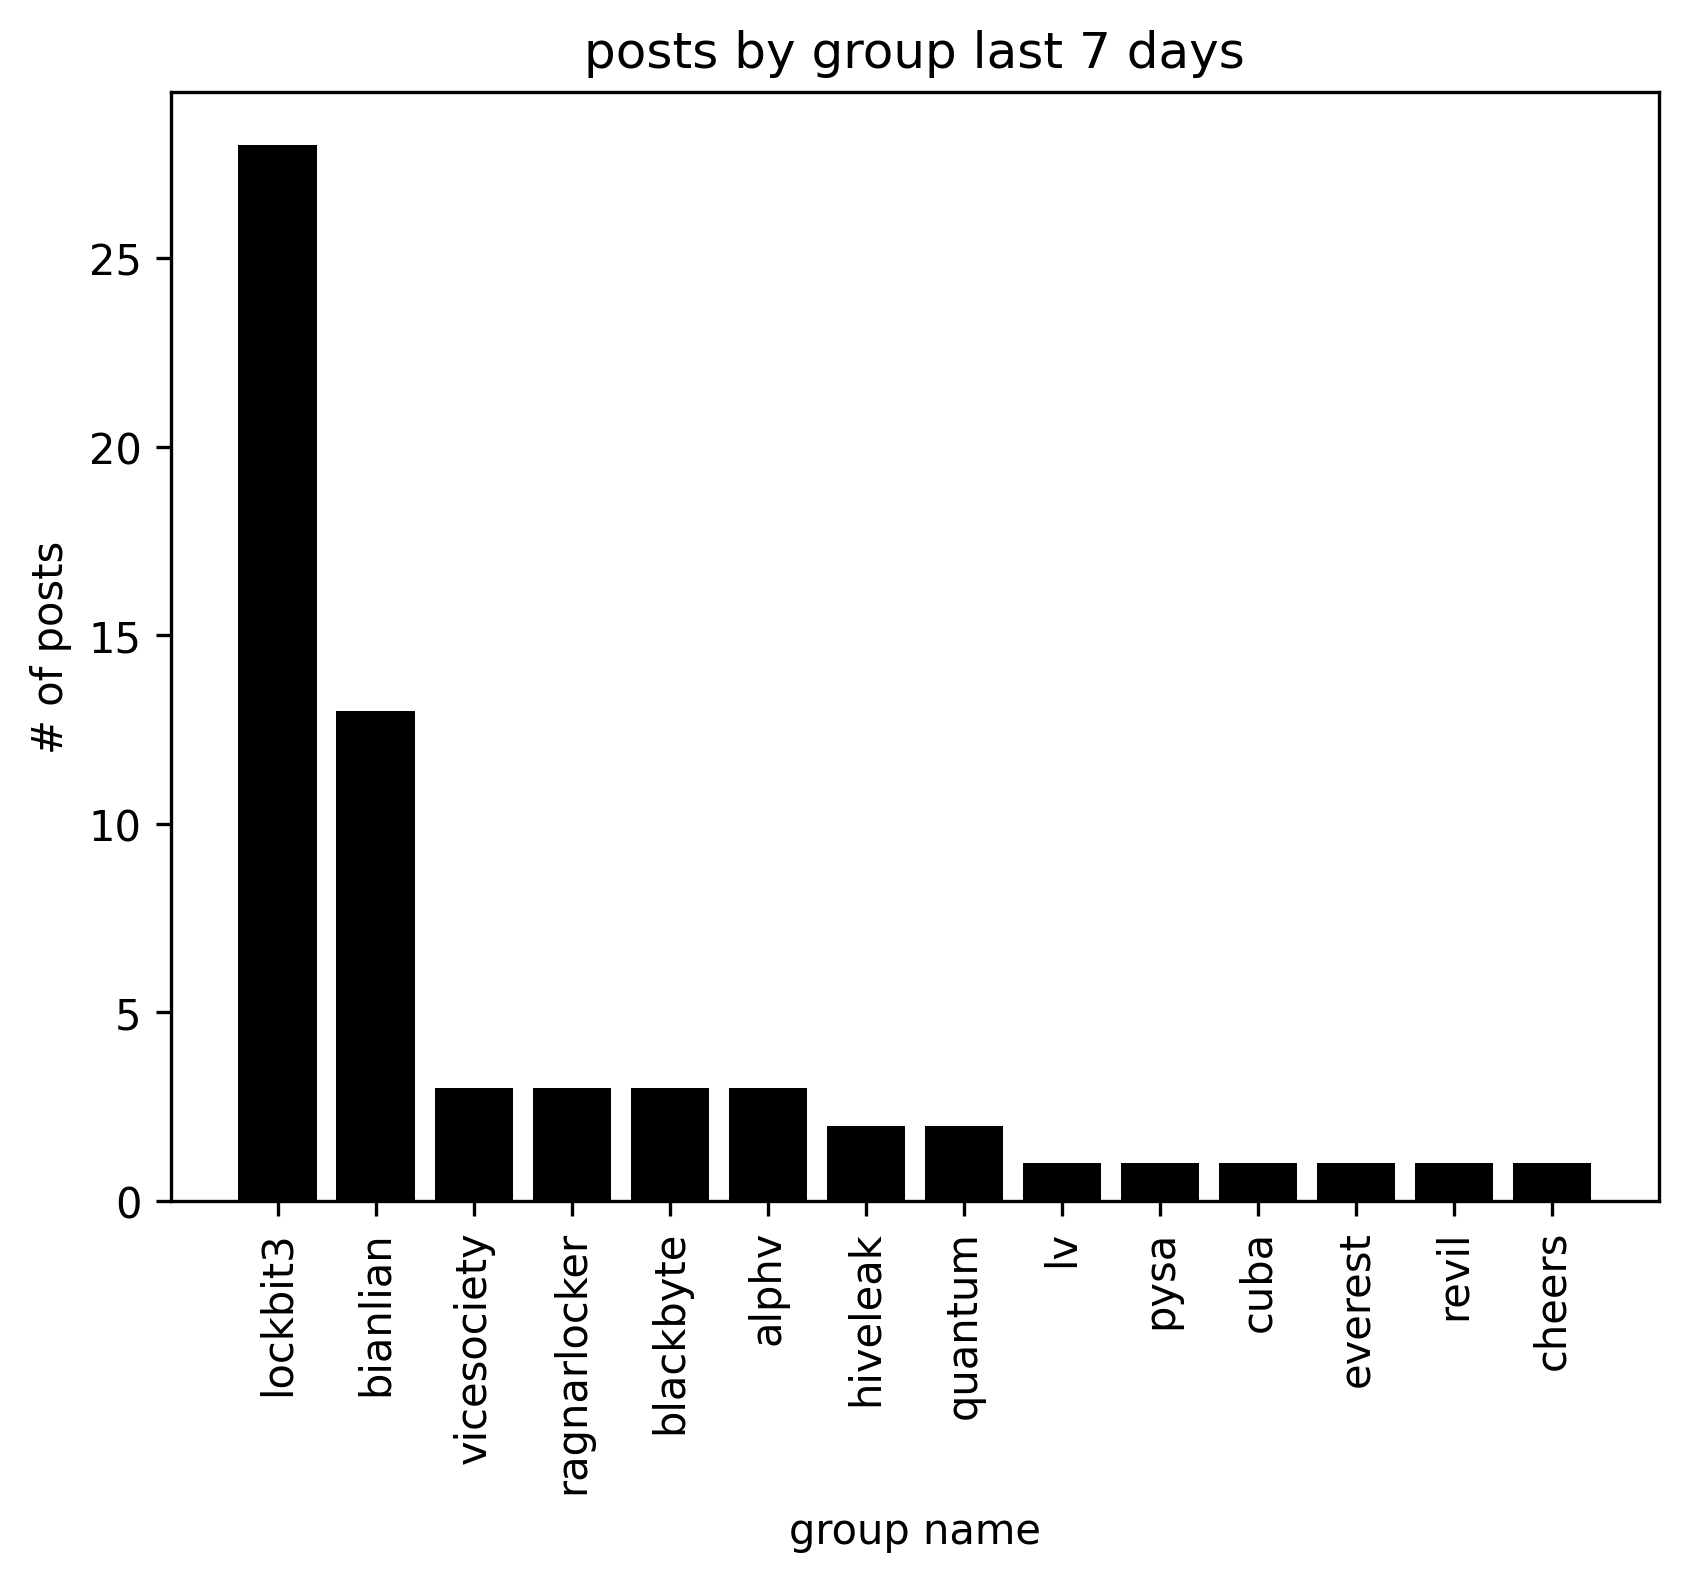 posts by group last 7 days
# of posts
25
20
15
10
5
0
lockbit3
bianlian
vicesociety
ragnarlocker
blackbyte
alphv
hiveleak
quantum
lv
pysa
cuba
everest
revil
cheers
group name